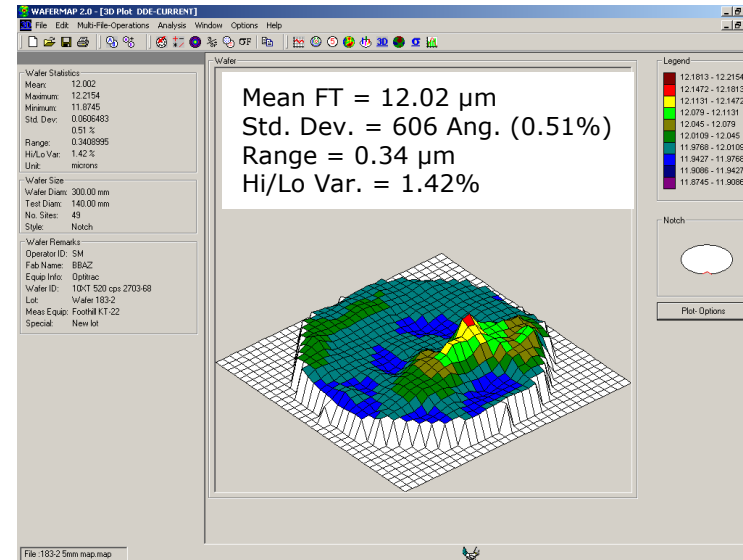 WAFERMAP 2.0 - [3D Plot DDE-CURRENT]
File Edit Multi-File-Operations Analysis Window Options Help
σF 3D σ
Wafer Statistics
Mean: 12.002
Maximum: 12.2154
Minimum: 11.8745
Std. Dev: 0.0606483
0.51 %
Range: 0.3408995
Hi/Lo Var: 1.42 %
Unit: microns
Wafer Size
Wafer Diam: 300.00 mm
Test Diam: 140.00 mm
No. Sites: 49
Style: Notch
Wafer Remarks
Operator ID: SM
Fab Name: BBAZ
Equip Info: Optitrac
Wafer ID: 10XT 520 cps 2703-68
Lot: Wafer 183-2
Meas Equip: Foothill KT-22
Special: New lot
Wafer
Mean FT = 12.02 μm
Std. Dev. = 606 Ang. (0.51%)
Range = 0.34 μm
Hi/Lo Var. = 1.42%
Legend
12.1813 - 12.2154
12.1472 - 12.1813
12.1131 - 12.1472
12.079 - 12.1131
12.045 - 12.079
12.0109 - 12.045
11.9768 - 12.0109
11.9427 - 11.9768
11.9086 - 11.9427
11.8745 - 11.9086
Notch
Plot- Options
File :183-2 5mm map.map